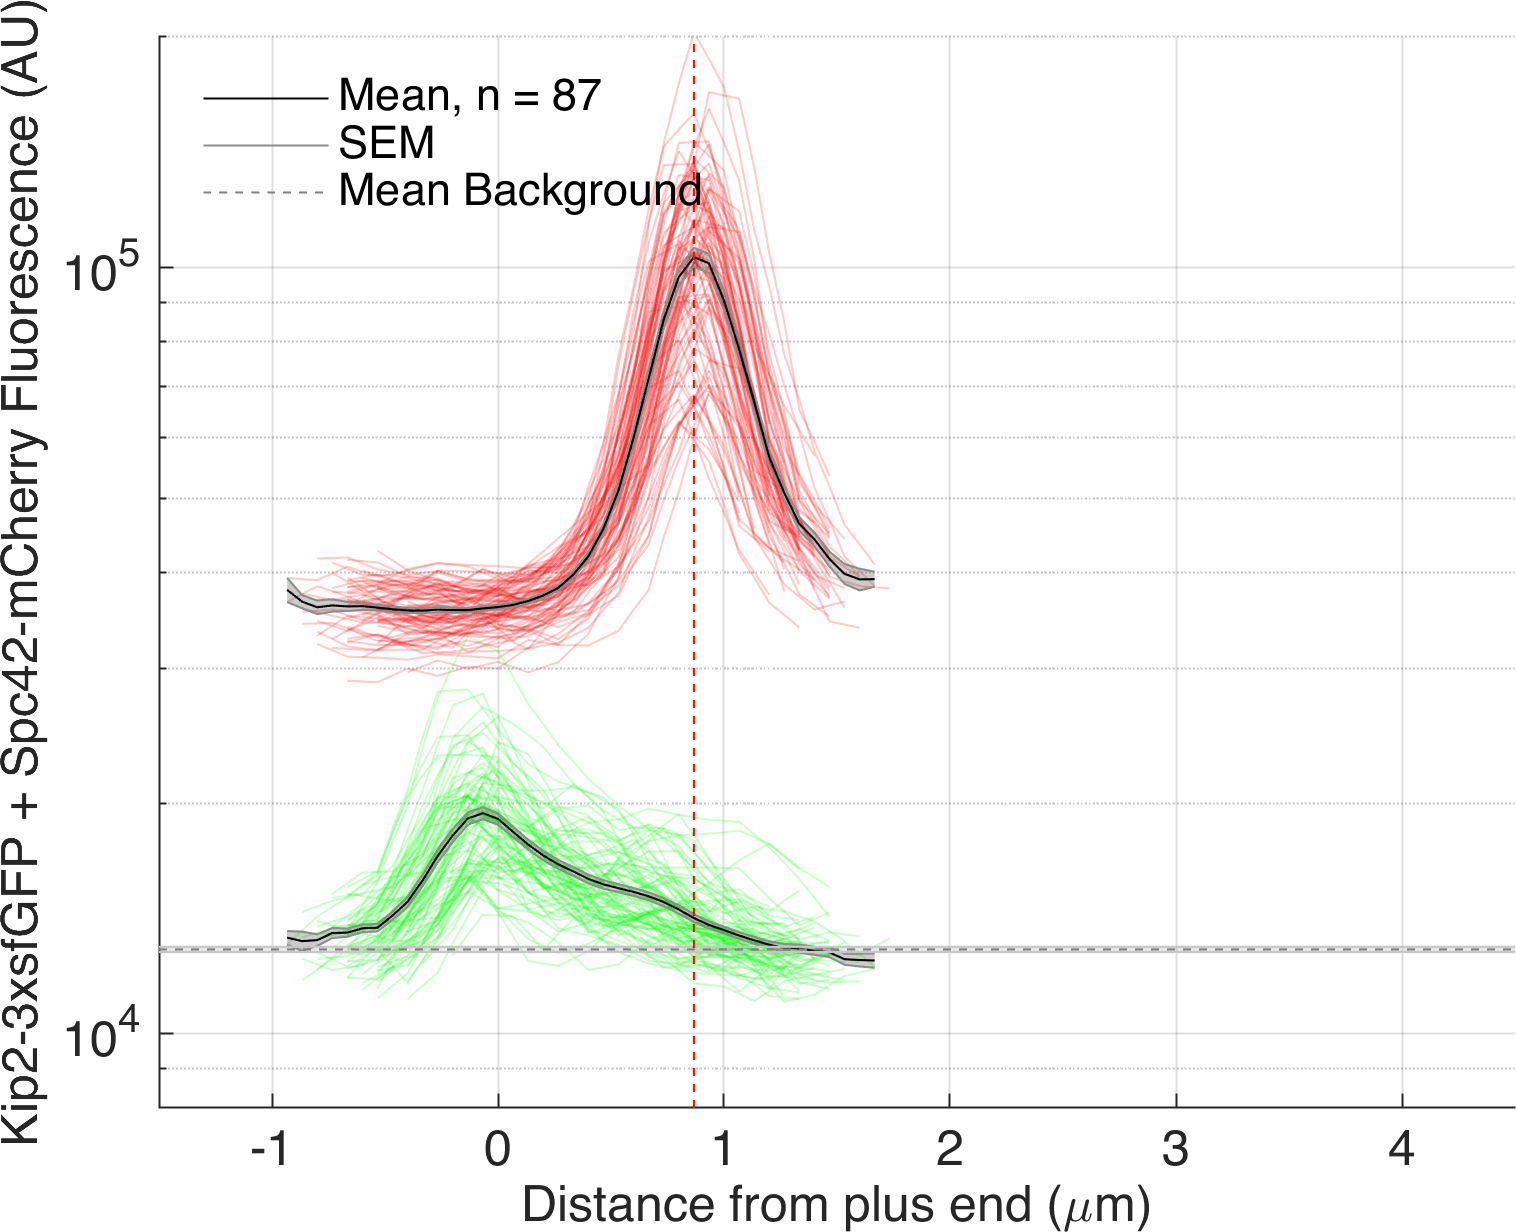 Kip2-3xsfGFP + Spc42-mCherry Fluorescence (AU)
Mean, n = 87
SEM
Mean Background
10^5
10^4
-1 0 1 2 3 4
Distance from plus end (μm)